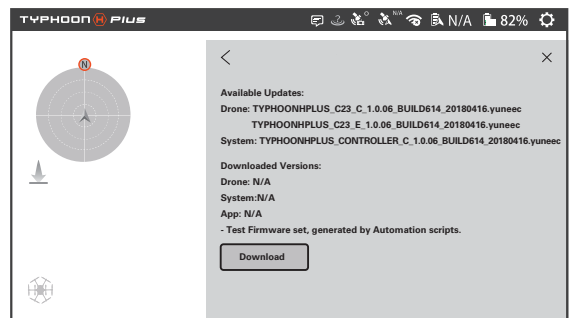 TYPHOON H PLUS
N/A
N/A
82%
N
Available Updates:
Drone: TYPHOONHPLUS_C23_C_1.0.06_BUILD614_20180416.yuneec
TYPHOONHPLUS_C23_E_1.0.06_BUILD614_20180416.yuneec
System: TYPHOONHPLUS_CONTROLLER_C_1.0.06_BUILD614_20180416.yuneec
Downloaded Versions:
Drone: N/A
System:N/A
App: N/A
- Test Firmware set, generated by Automation scripts.
Download